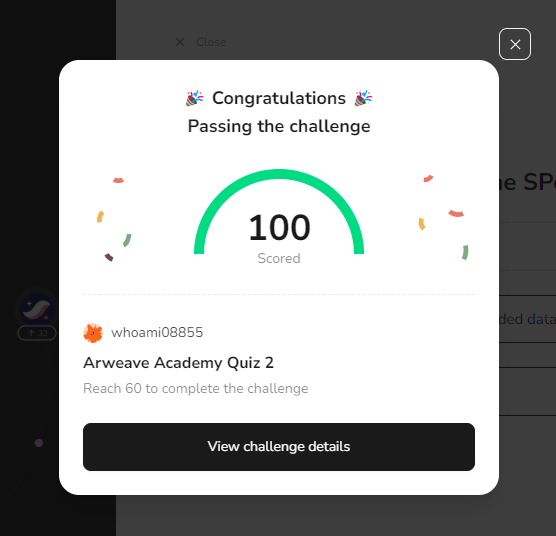 Close
Congratulations
Passing the challenge
ne SP
100
Scored
ded data
33
whoami08855
Arweave Academy Quiz 2
Reach 60 to complete the challenge
View challenge details